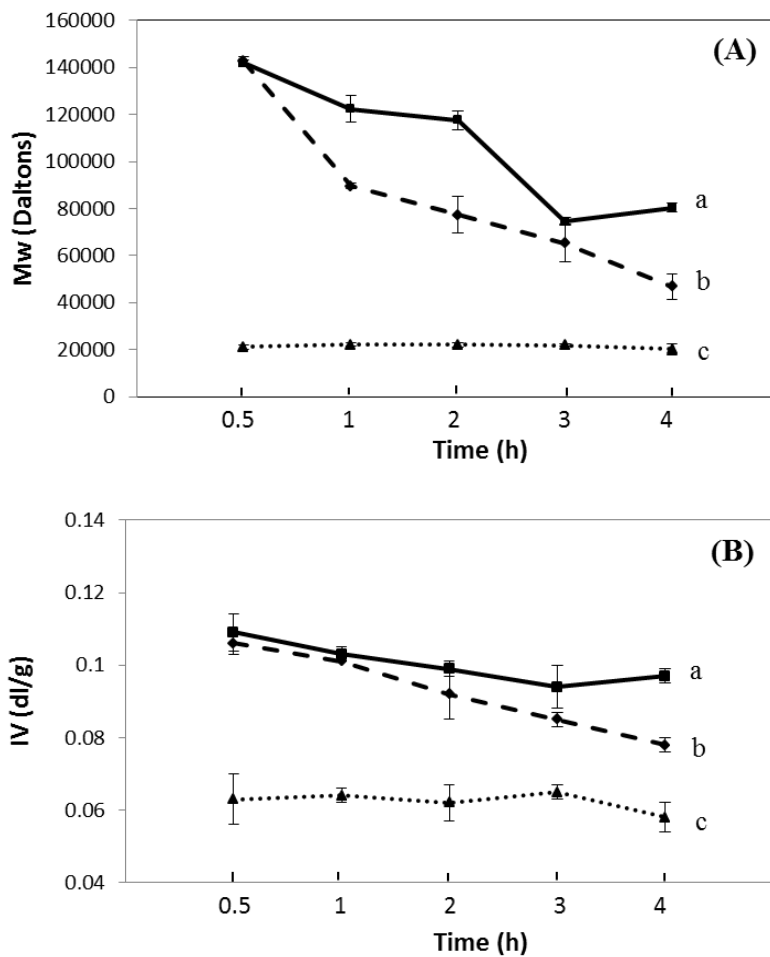 (A)
Mw (Daltons)
160000
140000
120000
100000
80000
60000
40000
20000
0
a
b
c
0.5 1 2 3 4
Time (h)
(B)
IV (dl/g)
0.14
0.12
0.1
0.08
0.06
0.04
a
b
c
0.5 1 2 3 4
Time (h)